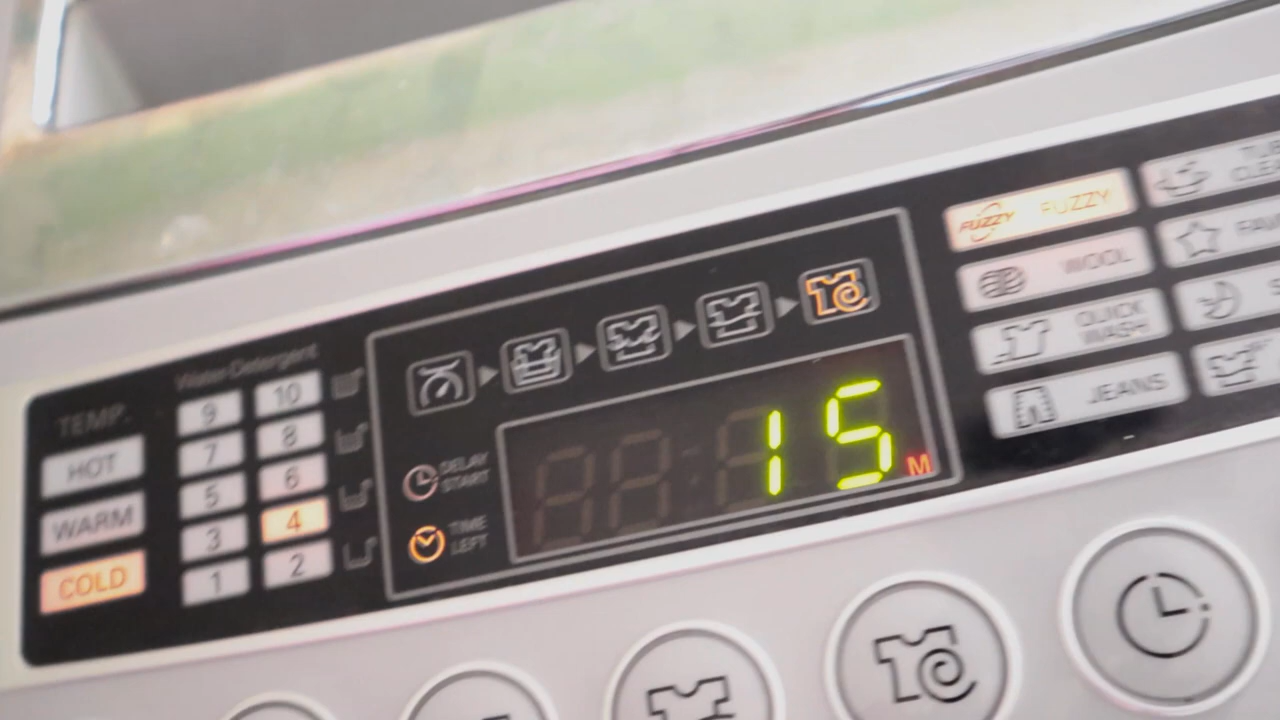 Water Detergent
TEMP.
HOT
WARM
COLD
9 10
7 8
5 6
3 4
1 2
DELAY
START
TIME
LEFT
15 M
FUZZY FUZZY
WOOL
QUICK
WASH
JEANS